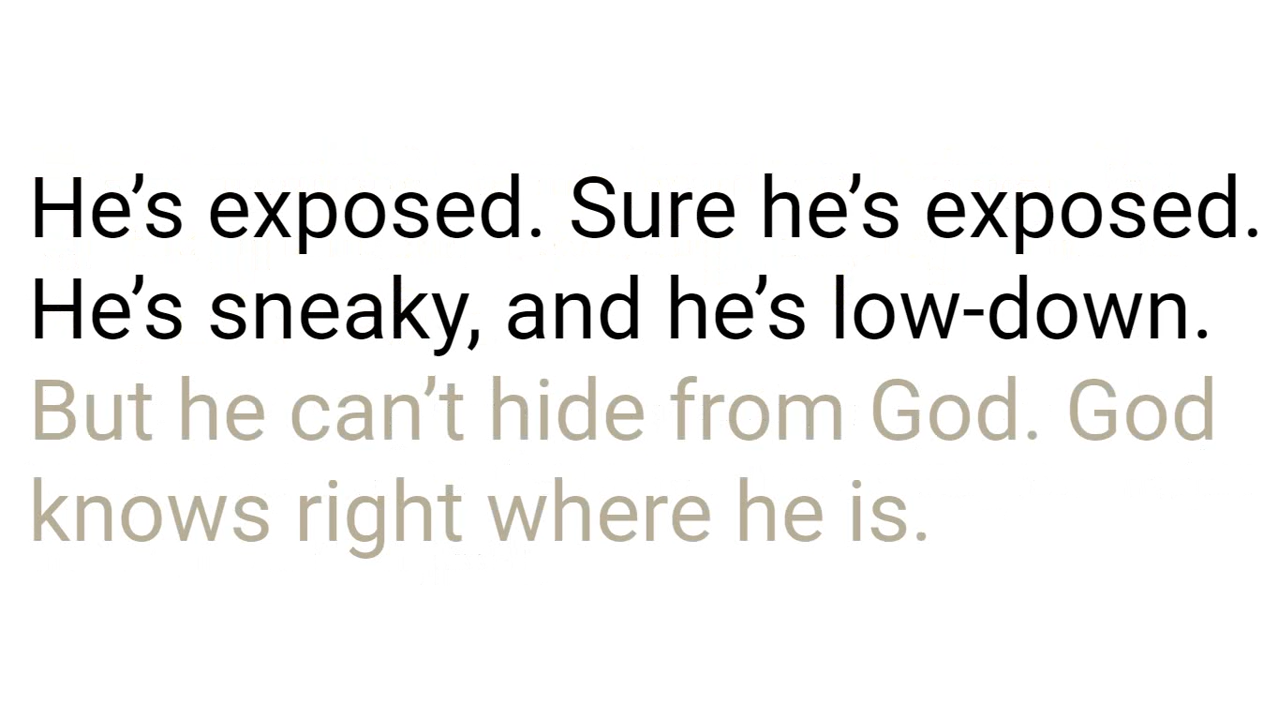 He’s exposed. Sure he’s exposed.
He’s sneaky, and he’s low-down.
But he can’t hide from God. God
knows right where he is.